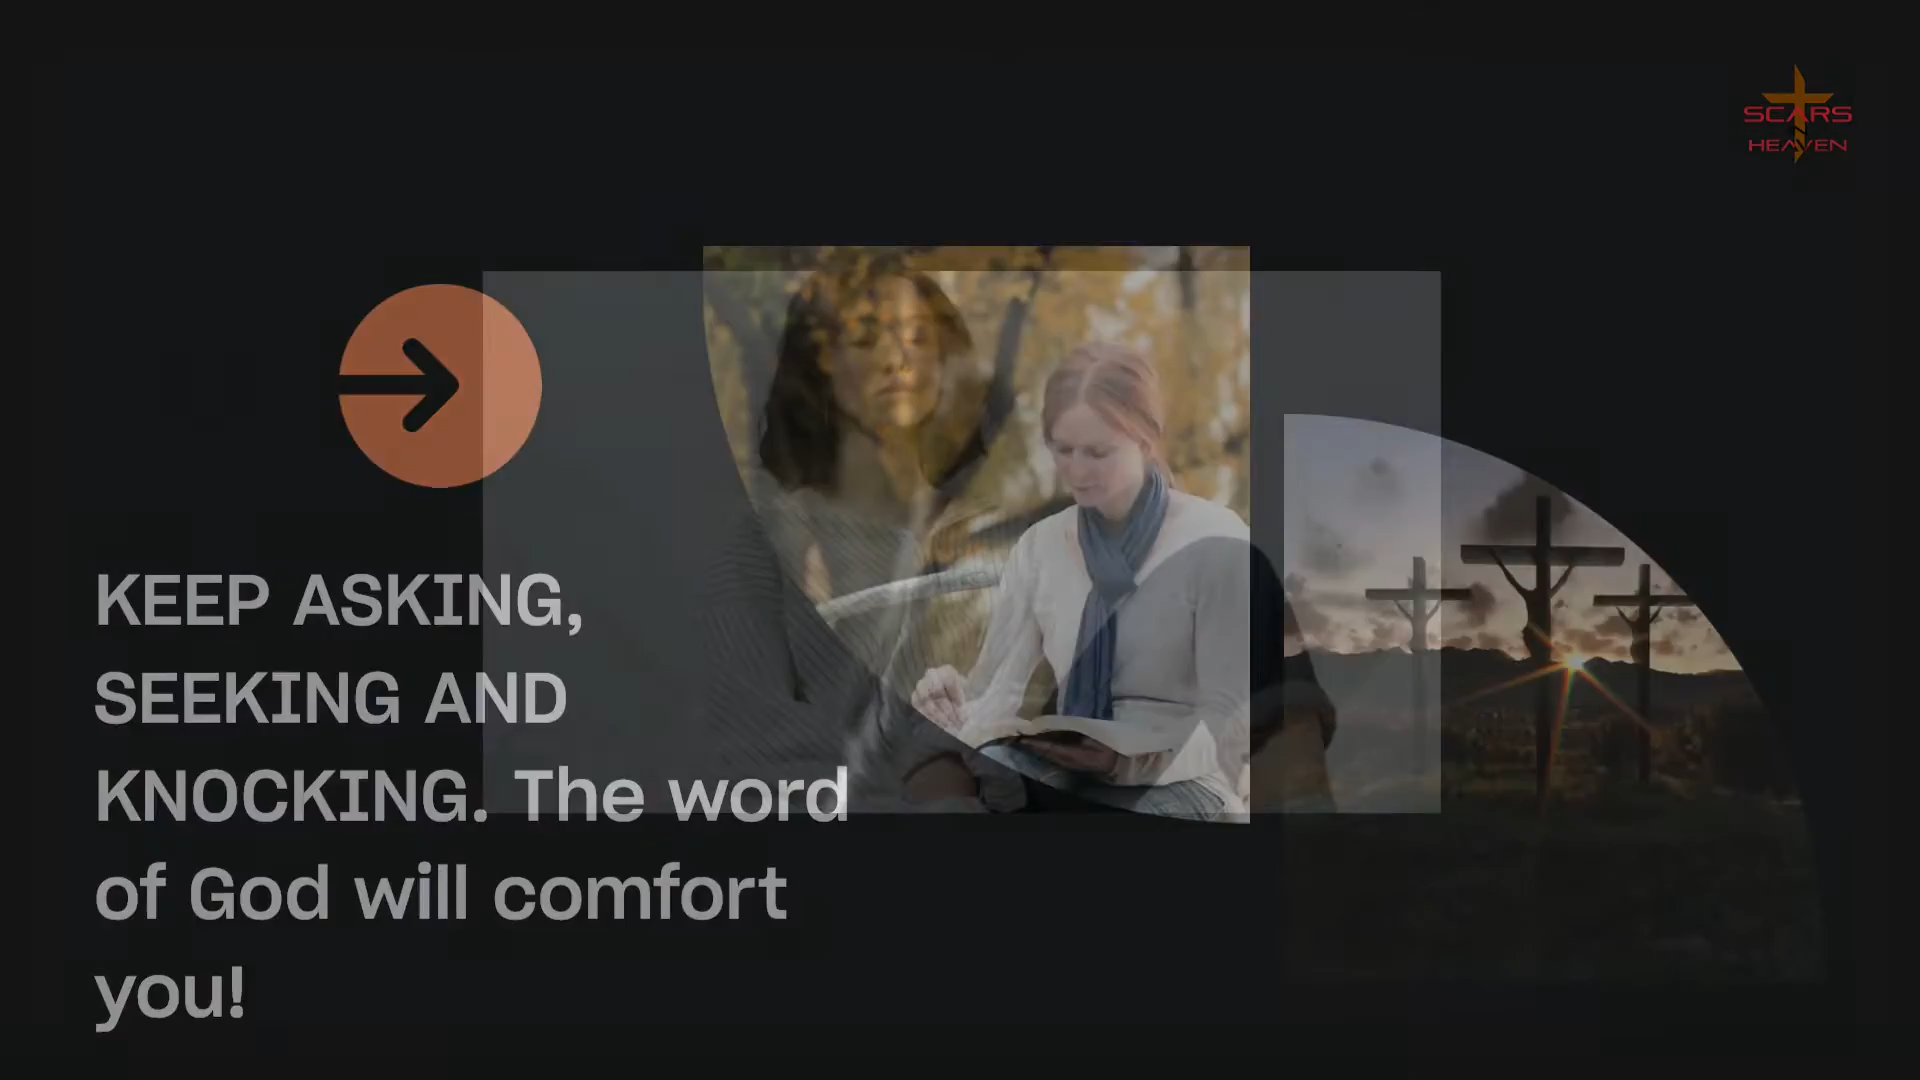 SCARS
HEAVEN
KEEP ASKING,
SEEKING AND
KNOCKING. The word
of God will comfort
you!